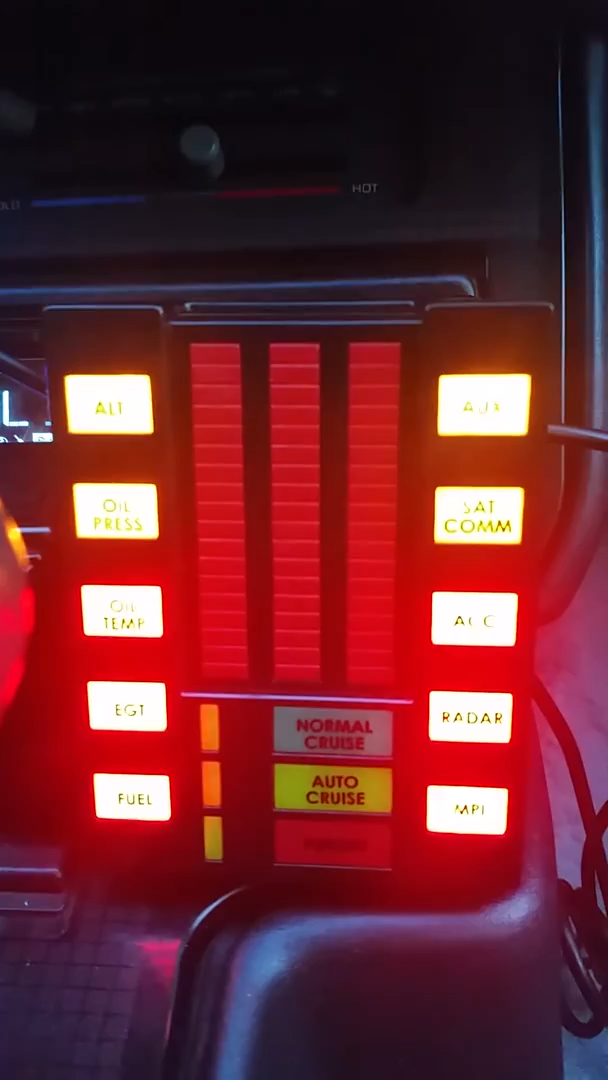 HOT
ALT
AUX
OIL
PRESS
SAT
COMM
OIL
TEMP
ACC
EGT
RADAR
NORMAL
CRUISE
AUTO
CRUISE
FUEL
MPI